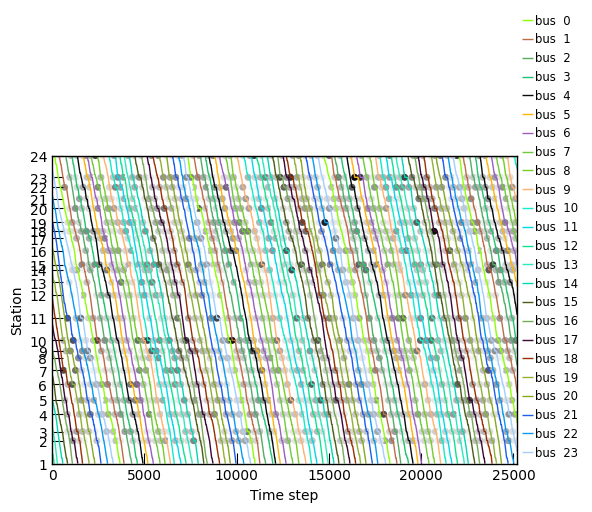 bus 0
bus 1
bus 2
bus 3
bus 4
bus 5
bus 6
bus 7
bus 8
bus 9
bus 10
bus 11
bus 12
bus 13
bus 14
bus 15
bus 16
bus 17
bus 18
bus 19
bus 20
bus 21
bus 22
bus 23
24
23
22
21
20
19
18
17
16
15
14
13
12
11
10
9
8
7
6
5
4
3
2
1
Station
0 5000 10000 15000 20000 25000
Time step